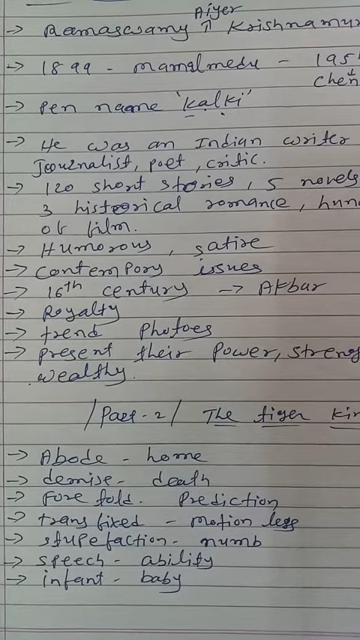 Aiyer
→ Ramaswamy ↑ Krishnamur
→ 1899 - mamalmedu - 195
Chen
→ Pen name "kalki"
→ He was an Indian writer
Journalist, poet, critic.
→ 120 short stories, 5 novels
3 historical romance, hun
of film.
→ Humorous, satire
→ contempory issues
→ 16th century → Akbar
→ Royalty
→ trend photoes
→ present their power, streng
wealthy.
/Part-2/ The tiger Kin
→ Abode - home
→ demise - death
→ fore told. Prediction
→ transfixed - motion less
→ stupefaction - numb
→ speech - ability
→ infant - baby